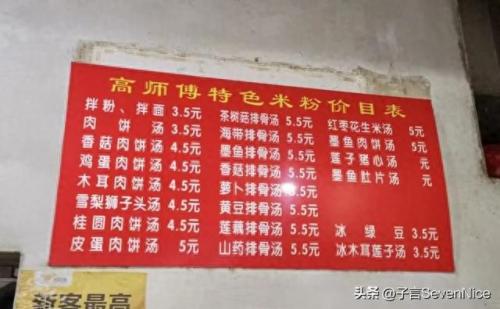 高师傅特色米粉价目表
拌粉、拌面 3.5元
肉饼汤 3.5元
香菇肉饼汤 4.5元
鸡蛋肉饼汤 4.5元
木耳肉饼汤 4.5元
雪梨狮子头汤 4.5元
桂圆肉饼汤 4.5元
皮蛋肉饼汤 5元
茶树菇排骨汤 5.5元
海带排骨汤 5.5元
墨鱼排骨汤 5.5元
香菇排骨汤 5.5元
萝卜排骨汤 5.5元
黄豆排骨汤 5.5元
莲藕排骨汤 5.5元
山药排骨汤 5.5元
红枣花生米汤 5元
墨鱼肉饼汤 5元
莲子猪心汤 元
墨鱼肚片汤 元
冰绿豆 3.5元
冰木耳莲子汤 3.5元
新客最高
头条 @子言SevenNice